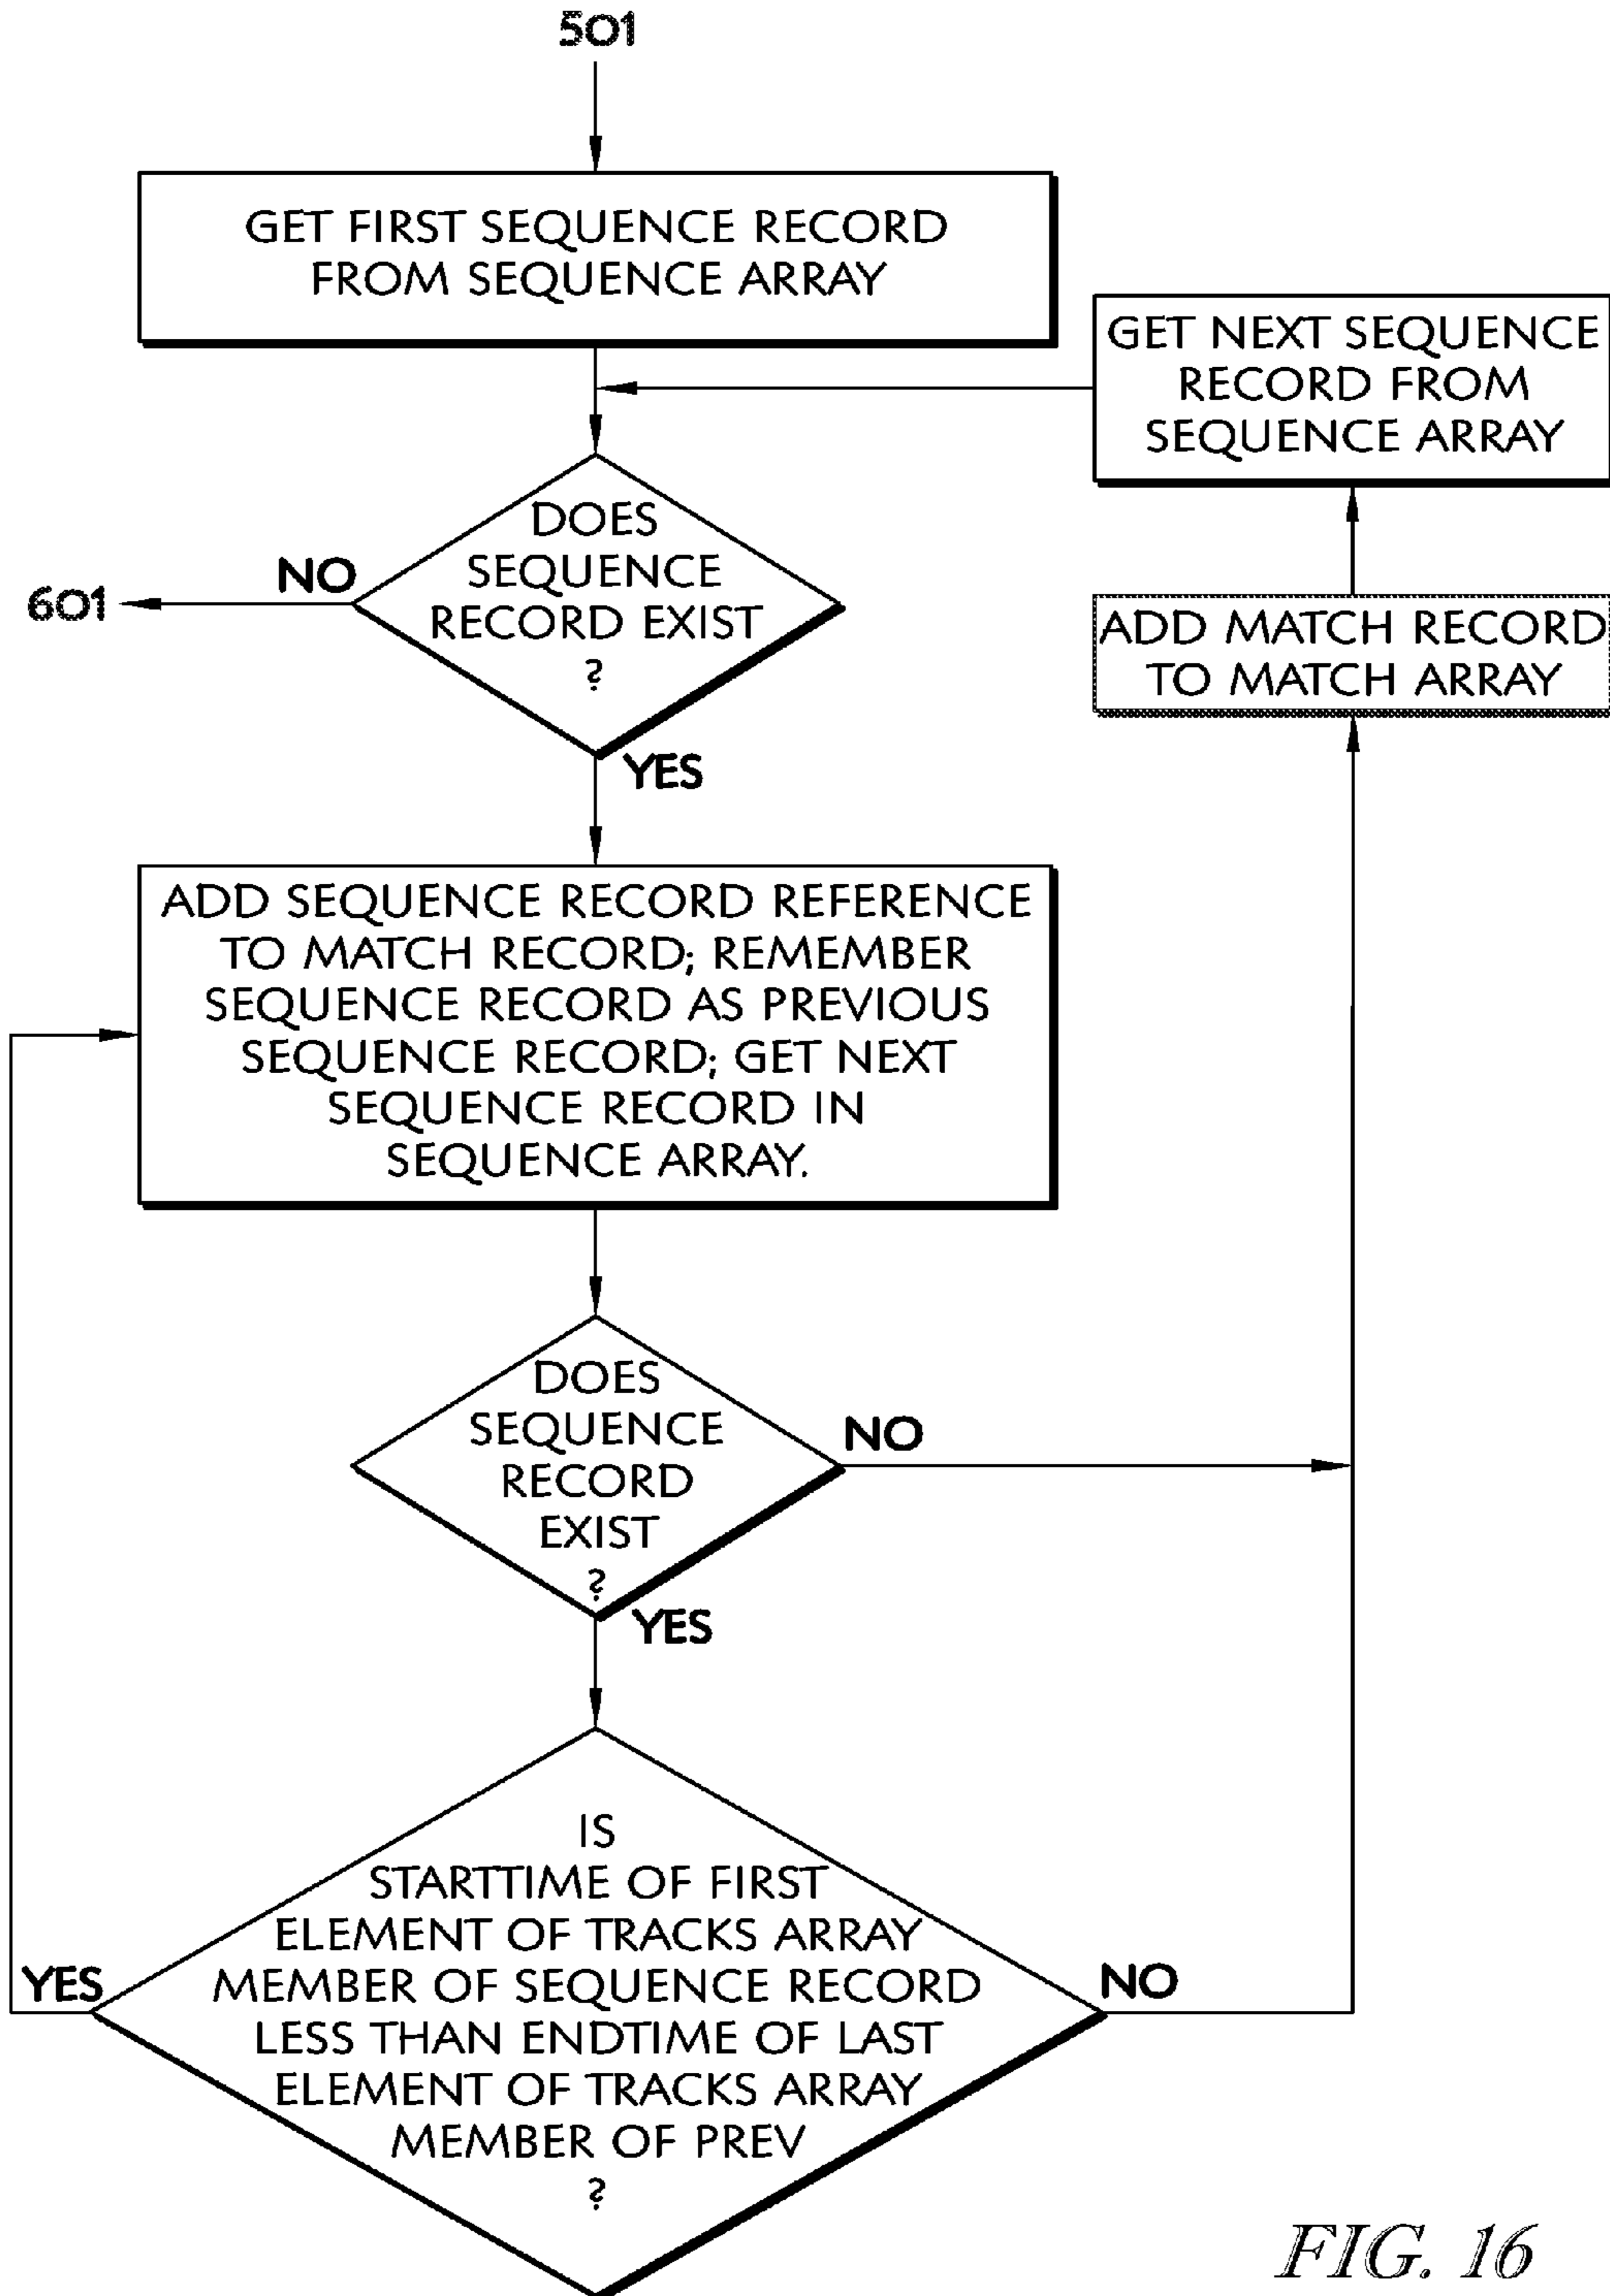 501
GET FIRST SEQUENCE RECORD
FROM SEQUENCE ARRAY
GET NEXT SEQUENCE
RECORD FROM
SEQUENCE ARRAY
DOES
SEQUENCE
RECORD EXIST
?
NO
601
YES
ADD MATCH RECORD
TO MATCH ARRAY
ADD SEQUENCE RECORD REFERENCE
TO MATCH RECORD; REMEMBER
SEQUENCE RECORD AS PREVIOUS
SEQUENCE RECORD; GET NEXT
SEQUENCE RECORD IN
SEQUENCE ARRAY.
DOES
SEQUENCE
RECORD
EXIST
?
NO
YES
IS
STARTTIME OF FIRST
ELEMENT OF TRACKS ARRAY
MEMBER OF SEQUENCE RECORD
LESS THAN ENDTIME OF LAST
ELEMENT OF TRACKS ARRAY
MEMBER OF PREV
?
YES
NO
FIG. 16